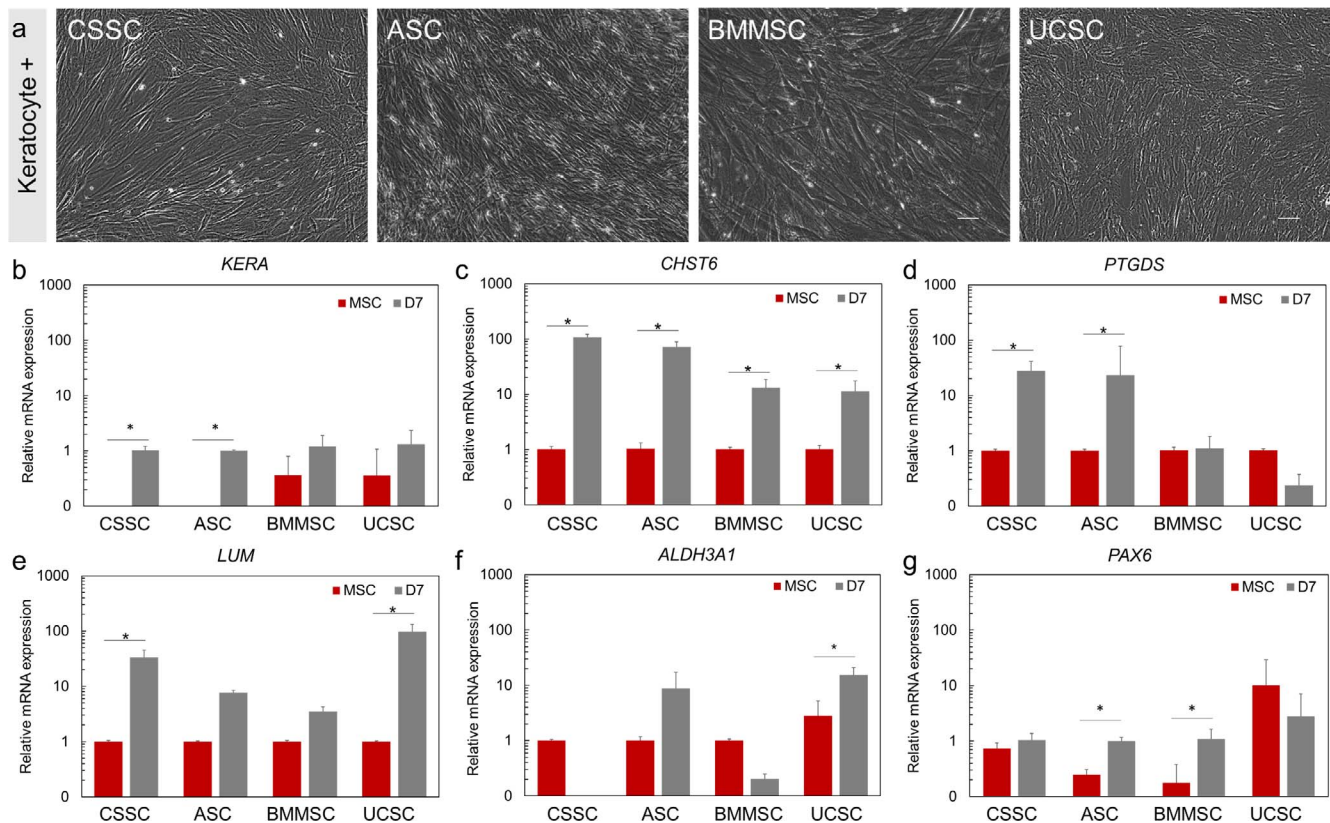 a
Keratocyte +
CSSC
ASC
BMMSC
UCSC
b
KERA
Relative mRNA expression
1000
100
10
1
0
MSC D7
*
*
CSSC ASC BMMSC UCSC
c
CHST6
Relative mRNA expression
1000
100
10
1
0
MSC D7
*
*
*
*
CSSC ASC BMMSC UCSC
d
PTGDS
Relative mRNA expression
1000
100
10
1
0
MSC D7
*
*
CSSC ASC BMMSC UCSC
e
LUM
Relative mRNA expression
1000
100
10
1
0
MSC D7
*
*
CSSC ASC BMMSC UCSC
f
ALDH3A1
Relative mRNA expression
1000
100
10
1
0
MSC D7
*
CSSC ASC BMMSC UCSC
g
PAX6
Relative mRNA expression
1000
100
10
1
0
MSC D7
*
*
CSSC ASC BMMSC UCSC